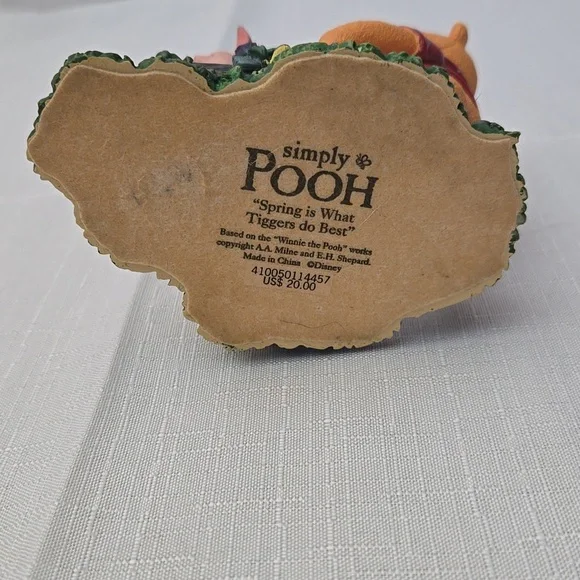 simply
POOH
"Spring is What
Tiggers do Best"
Based on the "Winnie the Pooh" works
copyright A.A. Milne and E.H. Shepard.
Made in China ©Disney
410050114457
US$ 20.00